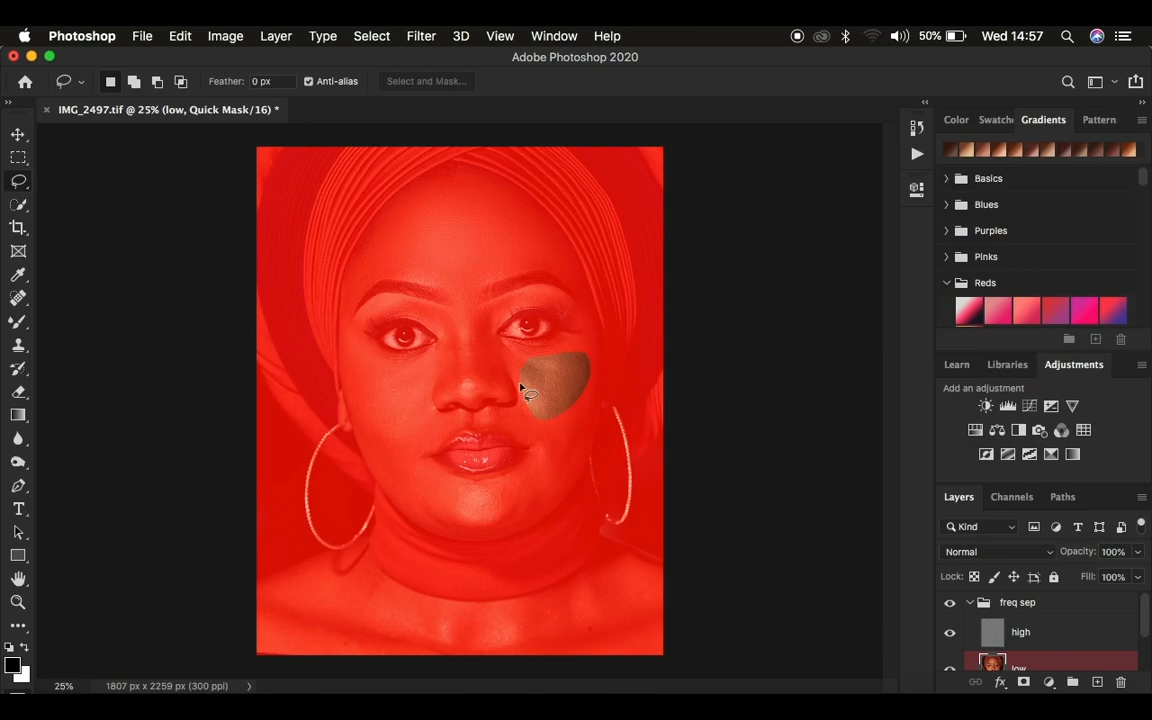 Photoshop File Edit Image Layer Type Select Filter 3D View Window Help 50% Wed 14:57
Adobe Photoshop 2020
Feather: 0 px Anti-alias Select and Mask...
IMG_2497.tif @ 25% (low, Quick Mask/16) *
Color Swatche Gradients Pattern
Basics
Blues
Purples
Pinks
Reds
Learn Libraries Adjustments
Add an adjustment
Layers Channels Paths
Kind
Normal Opacity: 100%
Lock: Fill: 100%
freq sep
high
low
25% 1807 px x 2259 px (300 ppi)